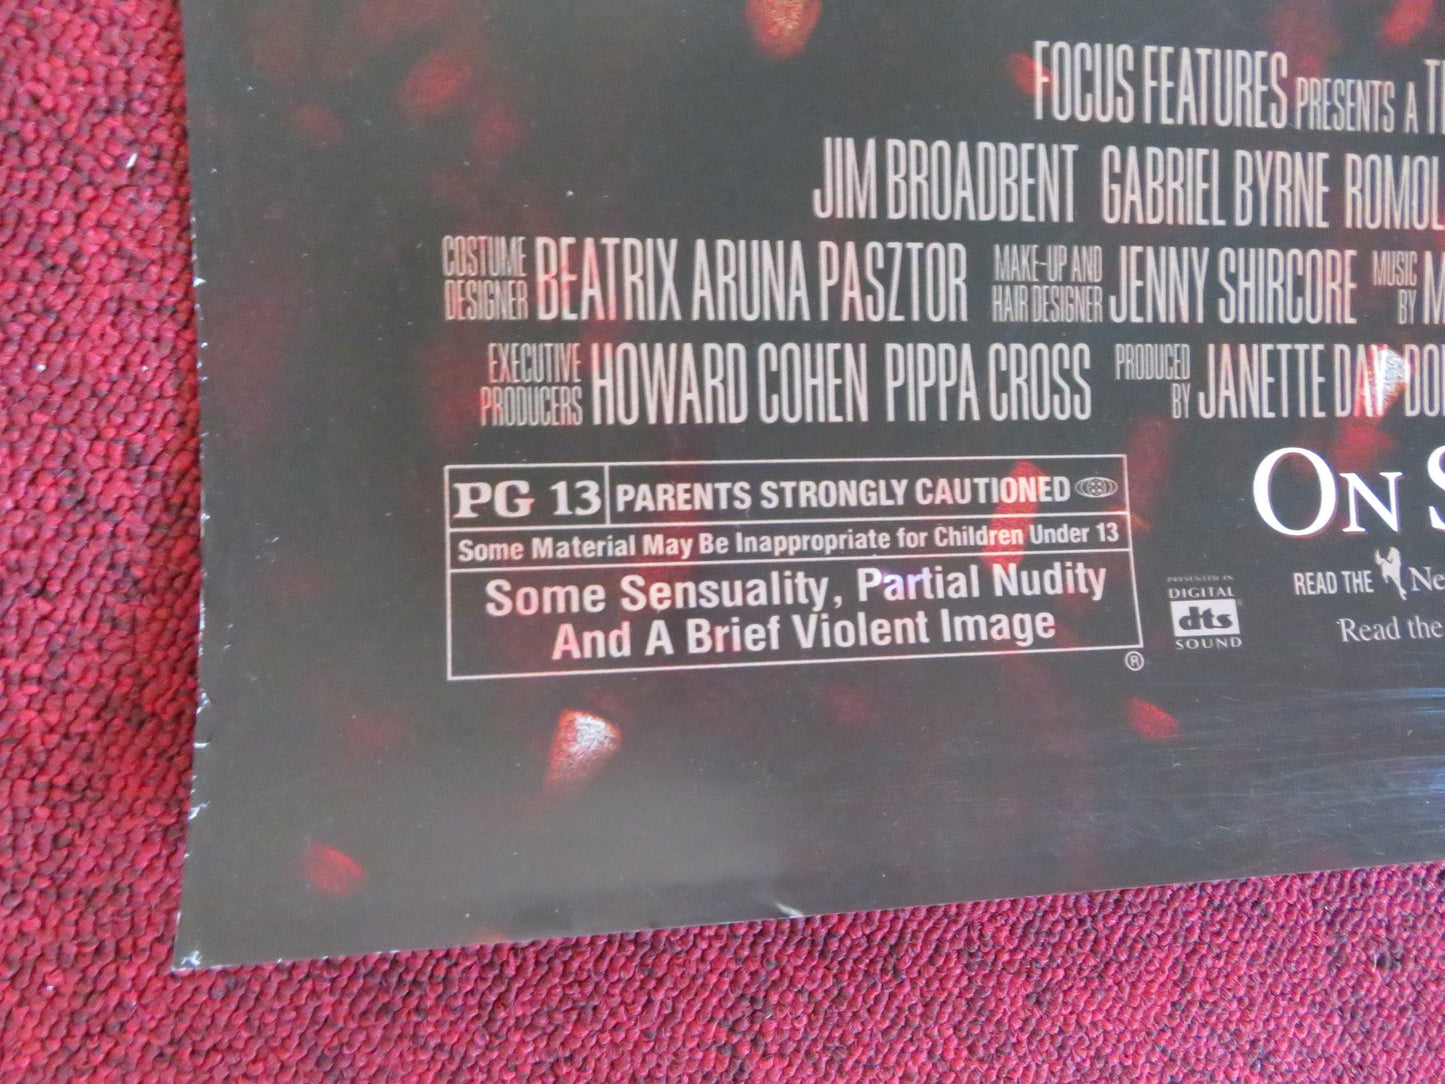 FOCUS FEATURES PRESENTS A
JIM BROADBENT GABRIEL BYRNE
COSTUME DESIGNER BEATRIX ARUNA PASZTOR MAKE-UP AND HAIR DESIGNER JENNY SHIRCORE MUSIC BY
EXECUTIVE PRODUCERS HOWARD COHEN PIPPA CROSS PRODUCED BY JANETTE DAY
PG 13 PARENTS STRONGLY CAUTIONED
Some Material May Be Inappropriate for Children Under 13
Some Sensuality, Partial Nudity
And A Brief Violent Image
®
PRESENTED IN
DIGITAL
dts
SOUND
ON
READ THE
Read the